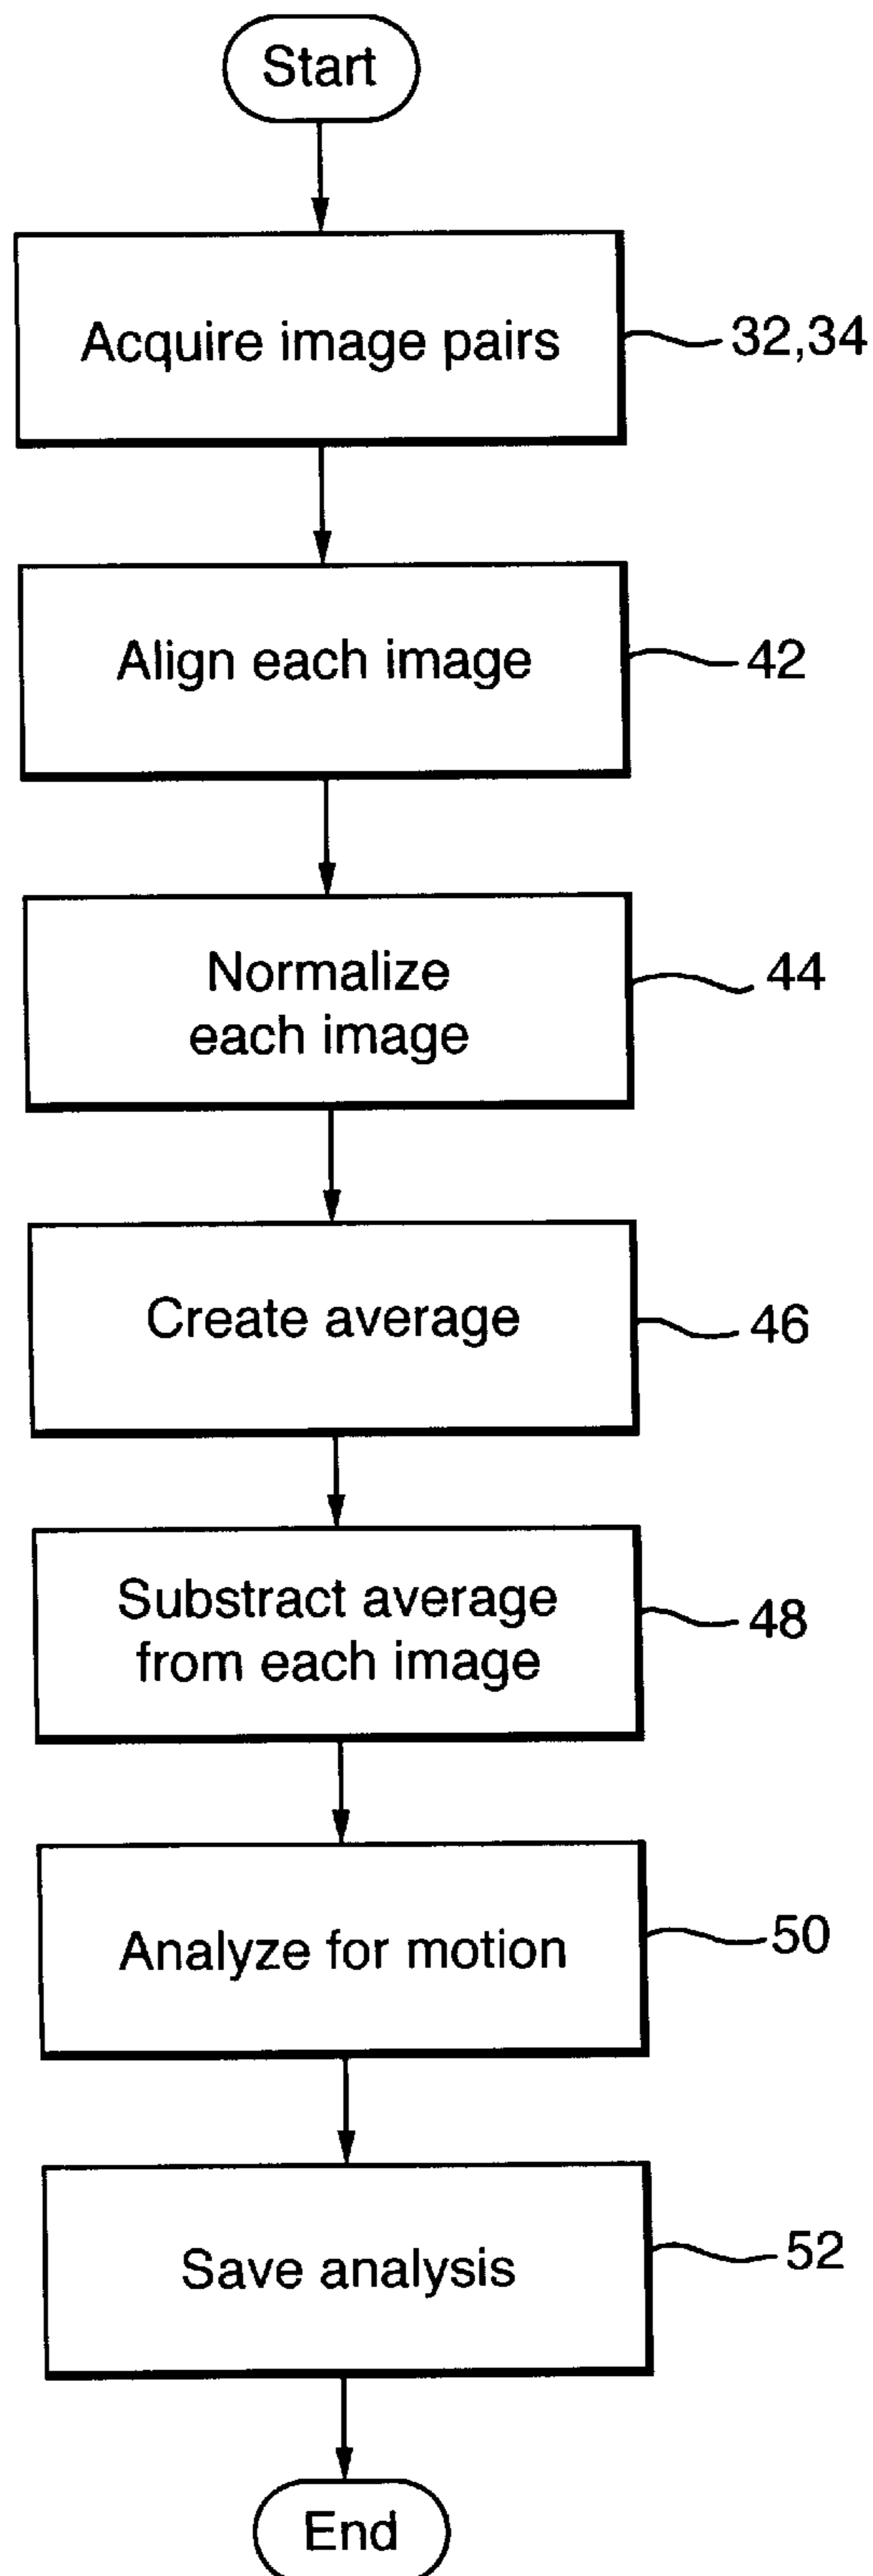 Start
Acquire image pairs
32,34
Align each image
42
Normalize
each image
44
Create average
46
Substract average
from each image
48
Analyze for motion
50
Save analysis
52
End